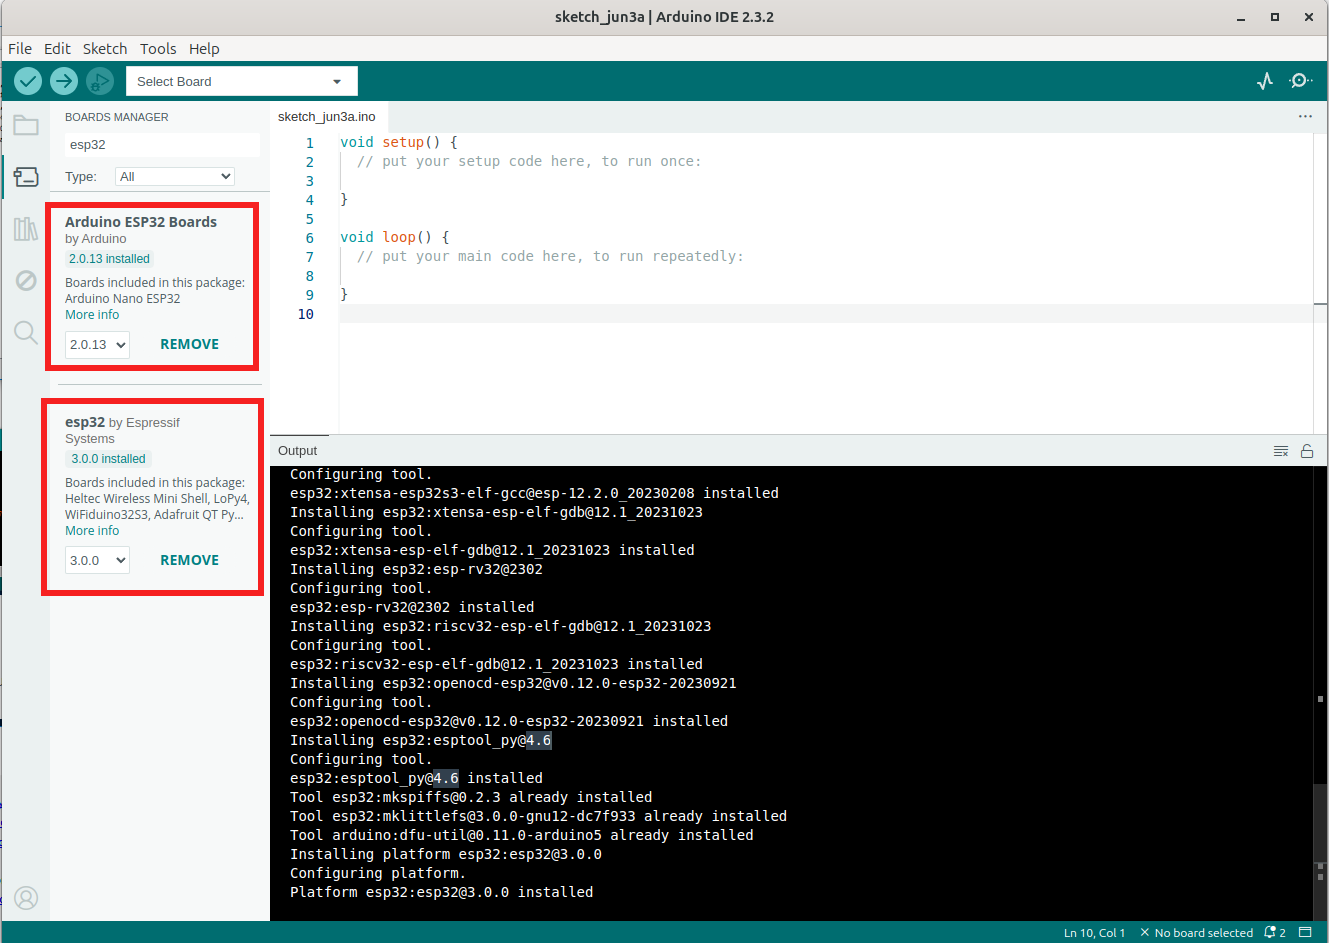 sketch_jun3a | Arduino IDE 2.3.2
File Edit Sketch Tools Help
Select Board
BOARDS MANAGER
esp32
Type: All
Arduino ESP32 Boards
by Arduino
2.0.13 installed
Boards included in this package:
Arduino Nano ESP32
More info
2.0.13 REMOVE
esp32 by Espressif
Systems
3.0.0 installed
Boards included in this package:
Heltec Wireless Mini Shell, LoPy4,
WiFiduino32S3, Adafruit QT Py...
More info
3.0.0 REMOVE
sketch_jun3a.ino
1 void setup() {
2 // put your setup code here, to run once:
3
4 }
5
6 void loop() {
7 // put your main code here, to run repeatedly:
8
9 }
10
Output
Configuring tool.
esp32:xtensa-esp32s3-elf-gcc@esp-12.2.0_20230208 installed
Installing esp32:xtensa-esp-elf-gdb@12.1_20231023
Configuring tool.
esp32:xtensa-esp-elf-gdb@12.1_20231023 installed
Installing esp32:esp-rv32@2302
Configuring tool.
esp32:esp-rv32@2302 installed
Installing esp32:riscv32-esp-elf-gdb@12.1_20231023
Configuring tool.
esp32:riscv32-esp-elf-gdb@12.1_20231023 installed
Installing esp32:openocd-esp32@v0.12.0-esp32-20230921
Configuring tool.
esp32:openocd-esp32@v0.12.0-esp32-20230921 installed
Installing esp32:esptool_py@4.6
Configuring tool.
esp32:esptool_py@4.6 installed
Tool esp32:mkspiffs@0.2.3 already installed
Tool esp32:mklittlefs@3.0.0-gnu12-dc7f933 already installed
Tool arduino:dfu-util@0.11.0-arduino5 already installed
Installing platform esp32:esp32@3.0.0
Configuring platform.
Platform esp32:esp32@3.0.0 installed
Ln 10, Col 1 No board selected 2